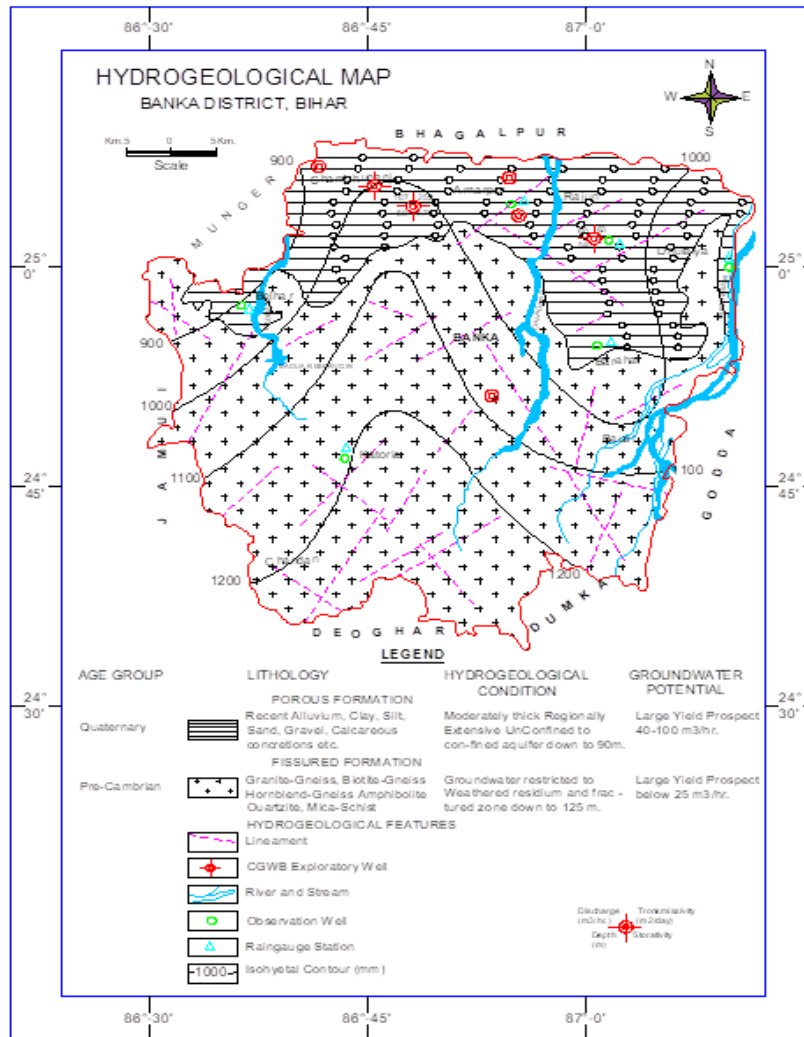 86°-30' 86°-45' 87°-0'
HYDROGEOLOGICAL MAP
BANKA DISTRICT, BIHAR
N
W E
S
Km.5 0 5Km.
Scale
BHAGALPUR
MUNGER
JAMUI
DEOGHAR
DUMKA
GODDA
900
1000
25°
0'
25°
0'
BANKA
900
1000
1100
1100
24°
45'
24°
45'
1200
1200
LEGEND
24°
30'
24°
30'
AGE GROUP LITHOLOGY HYDROGEOLOGICAL CONDITION GROUNDWATER POTENTIAL
POROUS FORMATION
Quaternary
Recent Alluvium, Clay, Silt,
Sand, Gravel, Calcareous
concretions etc.
Moderately thick Regionally
Extensive UnConfined to
con-fined aquifer down to 90m.
Large Yield Prospect
40-100 m3/hr.
FISSURED FORMATION
Pre-Cambrian
Granite-Gneiss, Biotite-Gneiss
Hornblend-Gneiss Amphibolite
Quartzite, Mica-Schist
Groundwater restricted to
Weathered residium and frac -
tured zone down to 125 m.
Large Yield Prospect
below 25 m3/hr.
HYDROGEOLOGICAL FEATURES
Lineament
CGWB Exploratory Well
River and Stream
Observation Well
Raingauge Station
1000 Isohyetal Contour (mm)
Discharge (m3/hr.) Transmissivity (m2/day)
Depth (m) Storativity
86°-30' 86°-45' 87°-0'